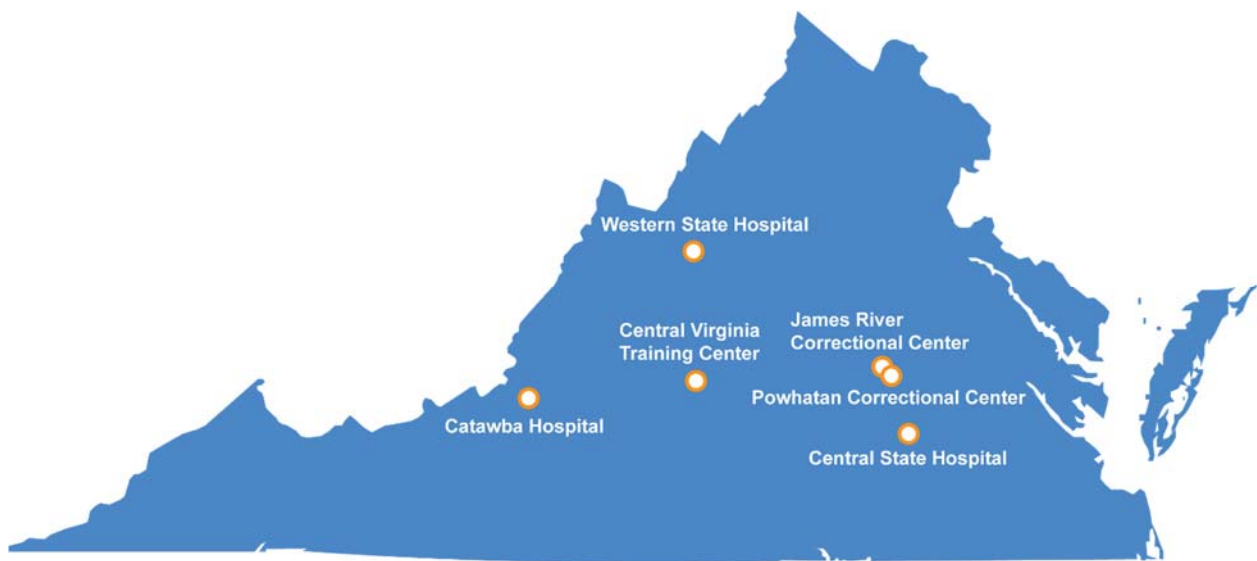 Western State Hospital
Central Virginia
Training Center
James River
Correctional Center
Powhatan Correctional Center
Catawba Hospital
Central State Hospital